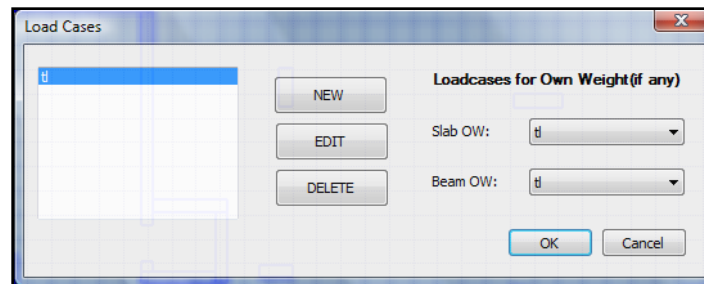 Load Cases
tl
NEW
EDIT
DELETE
Loadcases for Own Weight(if any)
Slab OW:
tl
Beam OW:
tl
OK
Cancel